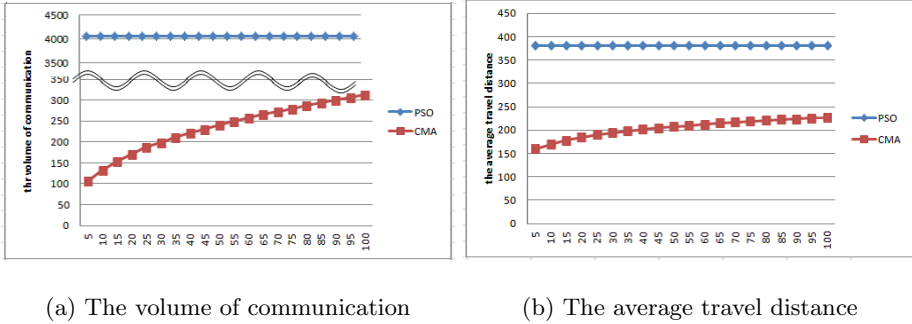 4500
4000
3500
350
300
250
200
150
100
50
0
thr volume of communication
5 10 15 20 25 30 35 40 45 50 55 60 65 70 75 80 85 90 95 100
PSO
CMA
450
400
350
300
250
200
150
100
50
0
the average taravel distance
5 10 15 20 25 30 35 40 45 50 55 60 65 70 75 80 85 90 95 100
PSO
CMA
(a) The volume of communication
(b) The average travel distance